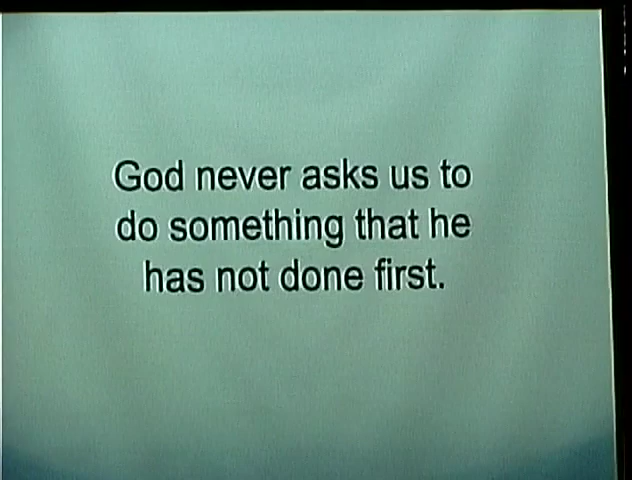 God never asks us to
do something that he
has not done first.